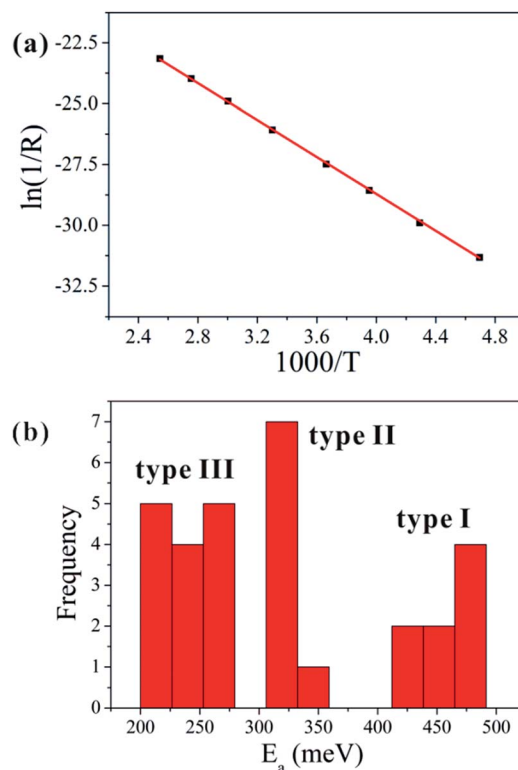 (a)
-22.5
-25.0
-27.5
-30.0
-32.5
ln(1/R)
2.4 2.8 3.2 3.6 4.0 4.4 4.8
1000/T
(b)
7
6
5
4
3
2
1
0
Frequency
type III
type II
type I
200 250 300 350 400 450 500
Ea (meV)